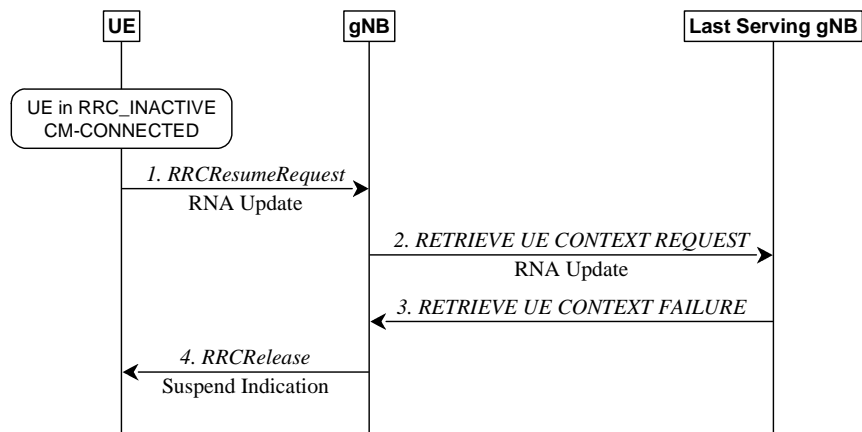 UE
gNB
Last Serving gNB
UE in RRC_INACTIVE
CM-CONNECTED
1. RRCResumeRequest
RNA Update
2. RETRIEVE UE CONTEXT REQUEST
RNA Update
3. RETRIEVE UE CONTEXT FAILURE
4. RRCRelease
Suspend Indication